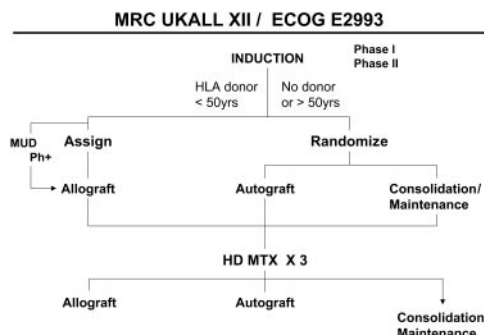 MRC UKALL XII / ECOG E2993
Phase I
INDUCTION
Phase II
HLA donor
< 50yrs
No donor
or > 50yrs
MUD
Ph+
Assign
Randomize
Allograft
Autograft
Consolidation/
Maintenance
HD MTX X 3
Allograft
Autograft
Consolidation
Maintenance